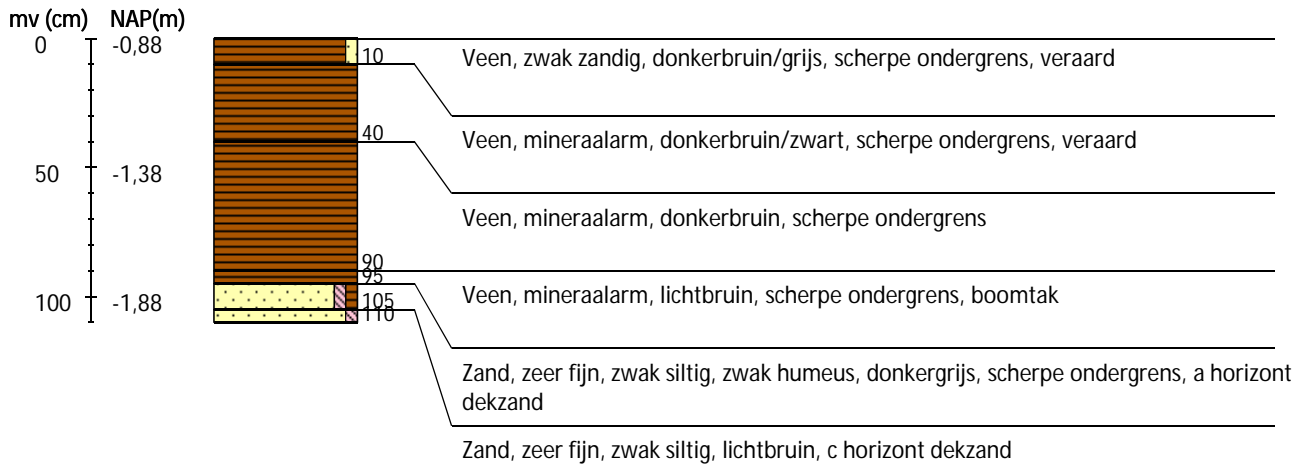 mv (cm) NAP(m)
0 -0,88
10
Veen, zwak zandig, donkerbruin/grijs, scherpe ondergrens, veraard
40
Veen, mineraalarm, donkerbruin/zwart, scherpe ondergrens, veraard
50 -1,38
Veen, mineraalarm, donkerbruin, scherpe ondergrens
90
95
Veen, mineraalarm, lichtbruin, scherpe ondergrens, boomtak
100 -1,88
105
110
Zand, zeer fijn, zwak siltig, zwak humeus, donkergrijs, scherpe ondergrens, a horizont
dekzand
Zand, zeer fijn, zwak siltig, lichtbruin, c horizont dekzand